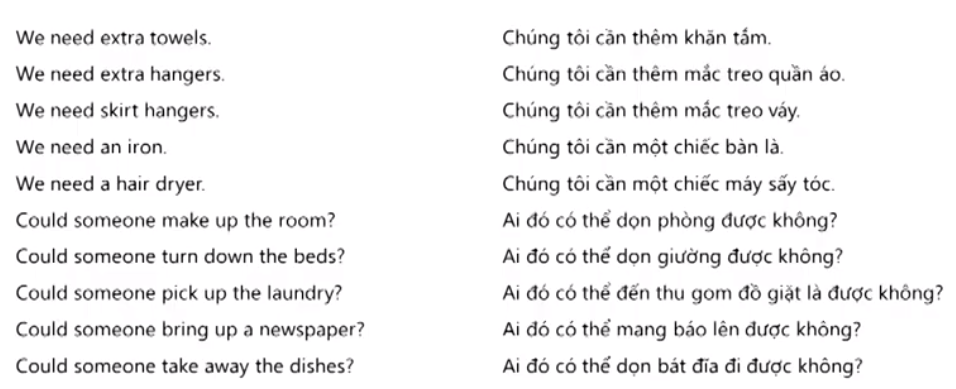 We need extra towels. Chúng tôi cần thêm khăn tắm.
We need extra hangers. Chúng tôi cần thêm mắc treo quần áo.
We need skirt hangers. Chúng tôi cần thêm mắc treo váy.
We need an iron. Chúng tôi cần một chiếc bàn là.
We need a hair dryer. Chúng tôi cần một chiếc máy sấy tóc.
Could someone make up the room? Ai đó có thể dọn phòng được không?
Could someone turn down the beds? Ai đó có thể dọn giường được không?
Could someone pick up the laundry? Ai đó có thể đến thu gom đồ giặt là được không?
Could someone bring up a newspaper? Ai đó có thể mang báo lên được không?
Could someone take away the dishes? Ai đó có thể dọn bát đĩa đi được không?